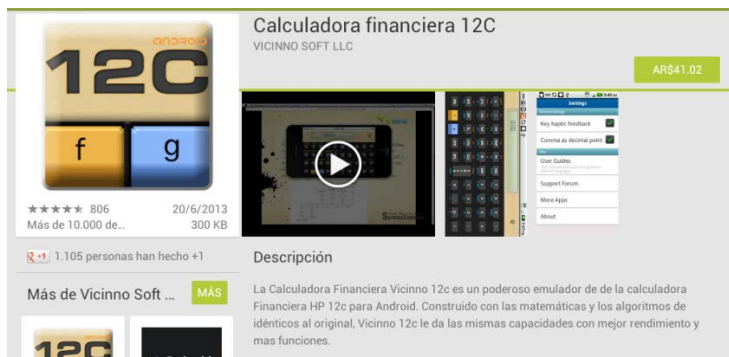 Calculadora financiera 12C
VICINNO SOFT LLC
AR$41.02
ANDROID
12C
f
g
806
20/6/2013
Más de 10.000 de...
300 KB
Vicinno
Settings
Key haptic feedback
Comma as decimal point
User Guides
Support Forum
More Apps
About
+1 1.105 personas han hecho +1
Descripción
Más de Vicinno Soft ...
MÁS
La Calculadora Financiera Vicinno 12c es un poderoso emulador de de la calculadora
Financiera HP 12c para Android. Construido con las matemáticas y los algoritmos de
idénticos al original, Vicinno 12c le da las mismas capacidades con mejor rendimiento y
mas funciones.
12C